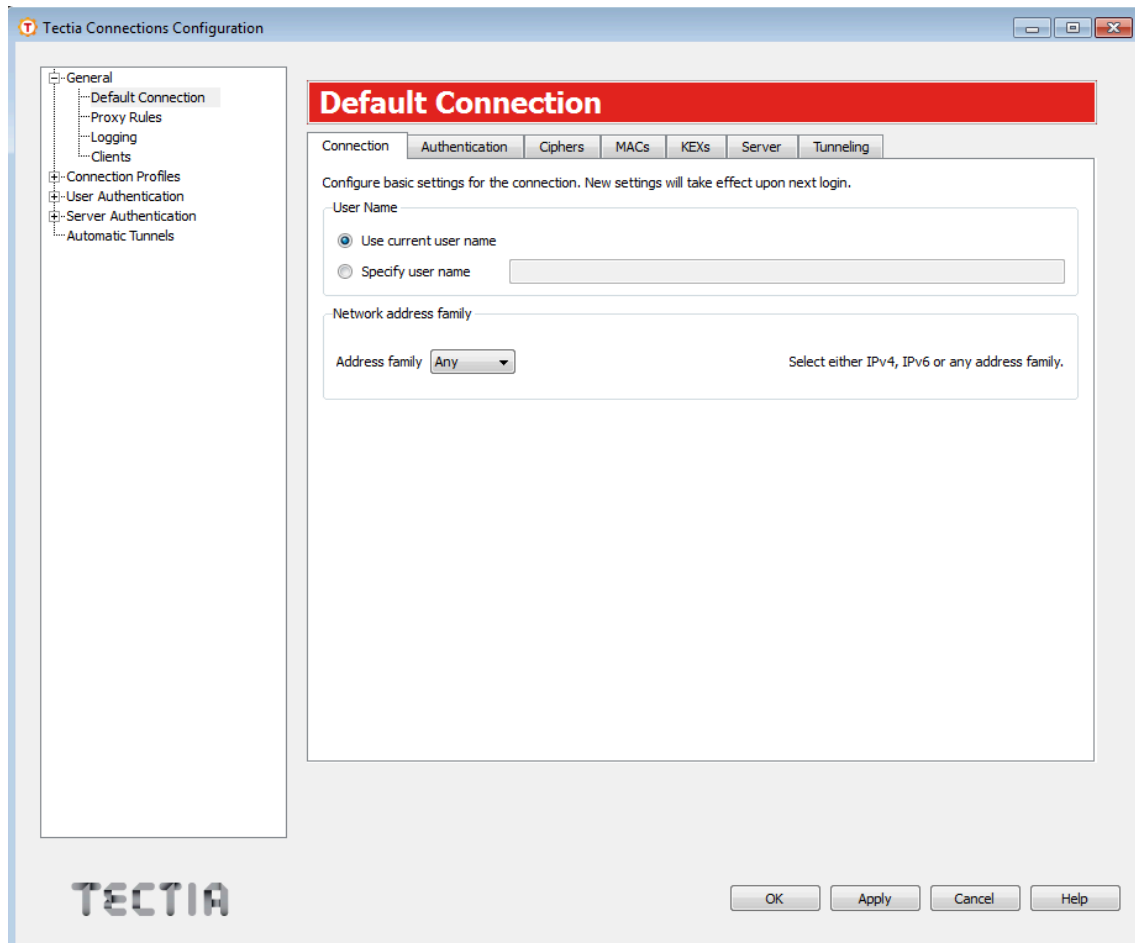 Tectia Connections Configuration
General
Default Connection
Proxy Rules
Logging
Clients
Connection Profiles
User Authentication
Server Authentication
Automatic Tunnels
Default Connection
Connection Authentication Ciphers MACs KEXs Server Tunneling
Configure basic settings for the connection. New settings will take effect upon next login.
User Name
Use current user name
Specify user name
Network address family
Address family Any Select either IPv4, IPv6 or any address family.
TECTIA
OK Apply Cancel Help